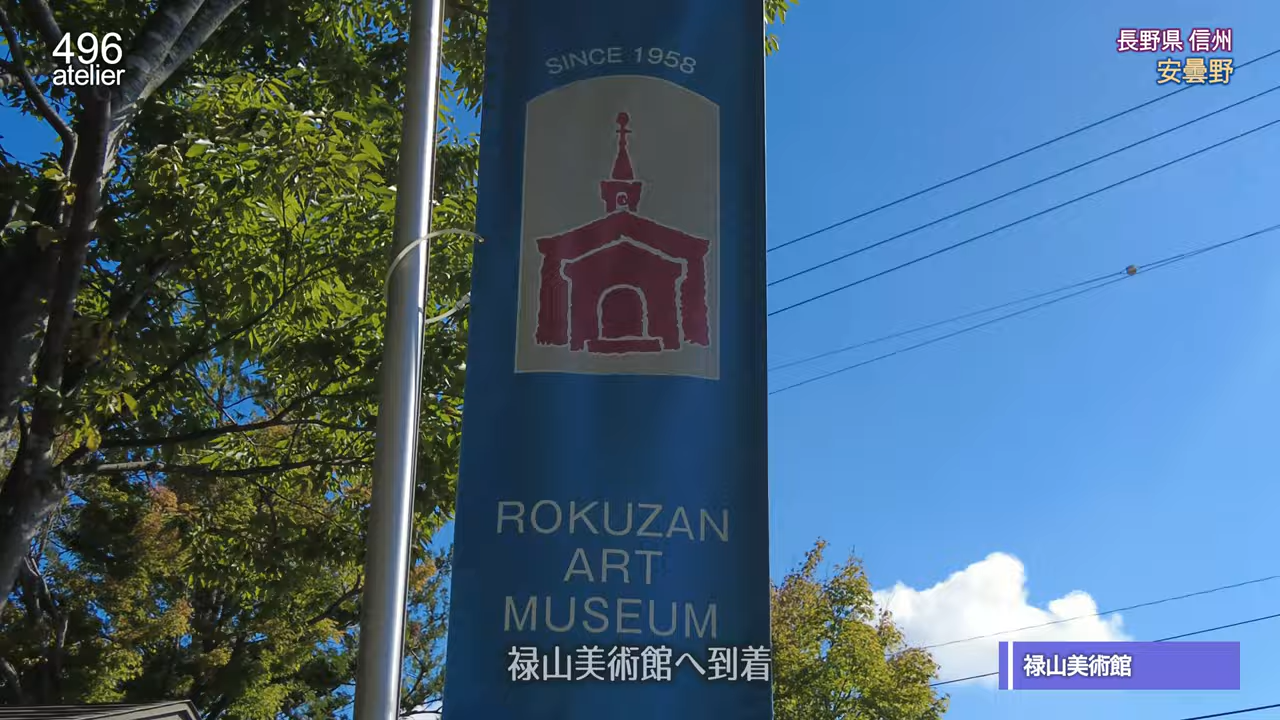 496
atelier
長野県 信州
安曇野
SINCE 1958
ROKUZAN
ART
MUSEUM
禄山美術館へ到着
禄山美術館